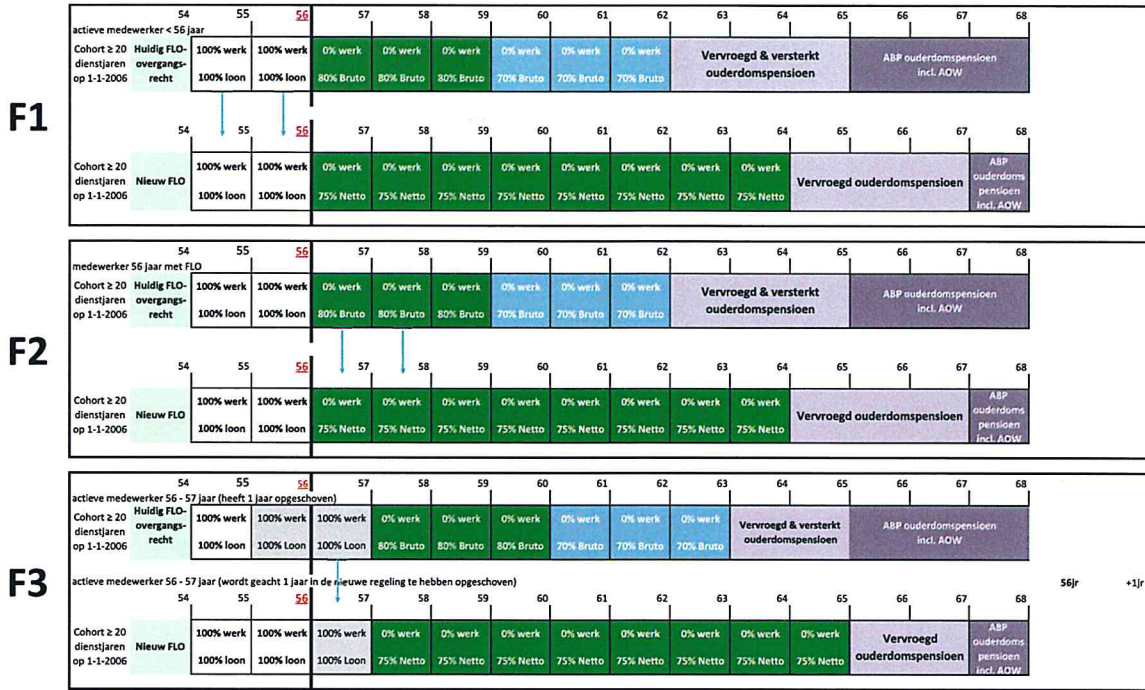 F1
54 55 56 57 58 59 60 61 62 63 64 65 66 67 68
actieve medewerker < 56 jaar
Cohort ≥ 20 dienstjaren op 1-1-2006
Huidig FLO-overgangs-recht
100% werk 100% werk 0% werk 0% werk 0% werk 0% werk 0% werk 0% werk
100% loon 100% loon 80% Bruto 80% Bruto 80% Bruto 70% Bruto 70% Bruto 70% Bruto
Vervroegd & versterkt
ouderdomspensioen
ABP ouderdomspensioen
incl. AOW
54 55 56 57 58 59 60 61 62 63 64 65 66 67 68
Cohort ≥ 20 dienstjaren op 1-1-2006
Nieuw FLO
100% werk 100% werk 0% werk 0% werk 0% werk 0% werk 0% werk 0% werk 0% werk 0% werk
100% loon 100% loon 75% Netto 75% Netto 75% Netto 75% Netto 75% Netto 75% Netto 75% Netto 75% Netto
Vervroegd ouderdomspensioen
ABP
ouderdoms
pensioen
incl. AOW
F2
54 55 56 57 58 59 60 61 62 63 64 65 66 67 68
medewerker 56 jaar met FLO
Cohort ≥ 20 dienstjaren op 1-1-2006
Huidig FLO-overgangs-recht
100% werk 100% werk 0% werk 0% werk 0% werk 0% werk 0% werk 0% werk
100% loon 100% loon 80% Bruto 80% Bruto 80% Bruto 70% Bruto 70% Bruto 70% Bruto
Vervroegd & versterkt
ouderdomspensioen
ABP ouderdomspensioen
incl. AOW
54 55 56 57 58 59 60 61 62 63 64 65 66 67 68
Cohort ≥ 20 dienstjaren op 1-1-2006
Nieuw FLO
100% werk 100% werk 0% werk 0% werk 0% werk 0% werk 0% werk 0% werk 0% werk 0% werk
100% loon 100% loon 75% Netto 75% Netto 75% Netto 75% Netto 75% Netto 75% Netto 75% Netto 75% Netto
Vervroegd ouderdomspensioen
ABP
ouderdoms
pensioen
incl. AOW
F3
54 55 56 57 58 59 60 61 62 63 64 65 66 67 68
actieve medewerker 56 - 57 jaar (heeft 1 jaar opgeschoven)
Cohort ≥ 20 dienstjaren op 1-1-2006
Huidig FLO-overgangs-recht
100% werk 100% werk 100% werk 0% werk 0% werk 0% werk 0% werk 0% werk 0% werk
100% loon 100% Loon 100% Loon 80% Bruto 80% Bruto 80% Bruto 70% Bruto 70% Bruto 70% Bruto
Vervroegd & versterkt
ouderdomspensioen
ABP ouderdomspensioen
incl. AOW
actieve medewerker 56 - 57 jaar (wordt geacht 1 jaar in de nieuwe regeling te hebben opgeschoven)
56jr +1jr
54 55 56 57 58 59 60 61 62 63 64 65 66 67 68
Cohort ≥ 20 dienstjaren op 1-1-2006
Nieuw FLO
100% werk 100% werk 100% werk 0% werk 0% werk 0% werk 0% werk 0% werk 0% werk 0% werk 0% werk
100% loon 100% loon 100% Loon 75% Netto 75% Netto 75% Netto 75% Netto 75% Netto 75% Netto 75% Netto 75% Netto
Vervroegd
ouderdomspensioen
ABP
ouderdoms
pensioen
incl. AOW